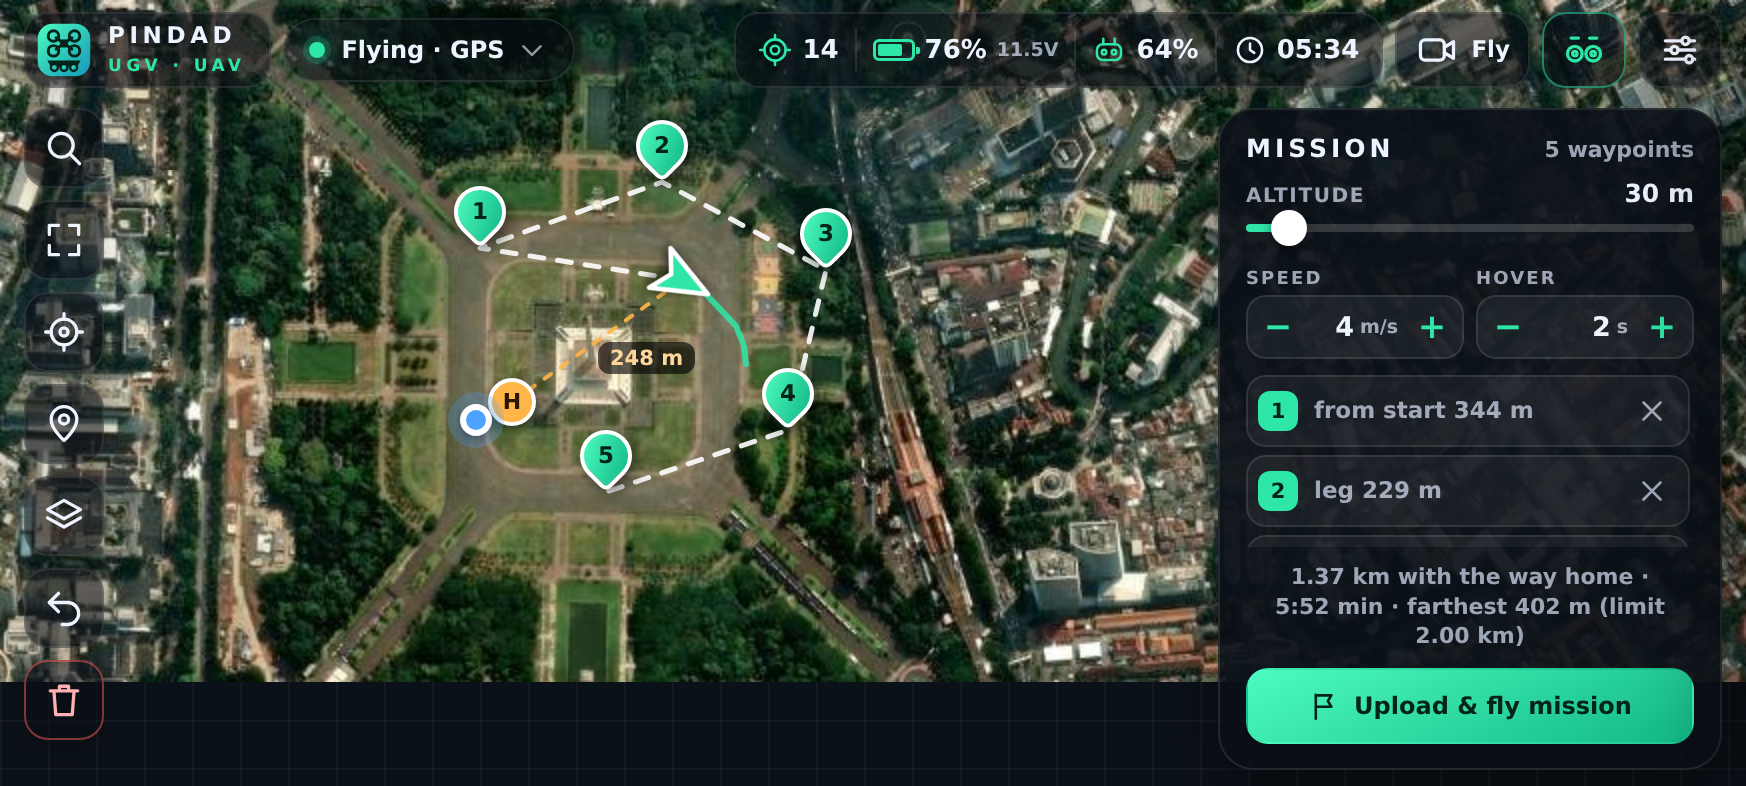 PINDAD
UGV · UAV
Flying · GPS
14
76% 11.5V
64%
05:34
Fly
MISSION
5 waypoints
ALTITUDE
30 m
SPEED
HOVER
− 4 m/s +
− 2 s +
1 from start 344 m
2 leg 229 m
1.37 km with the way home ·
5:52 min · farthest 402 m (limit
2.00 km)
Upload & fly mission
2
1
3
248 m
4
H
5